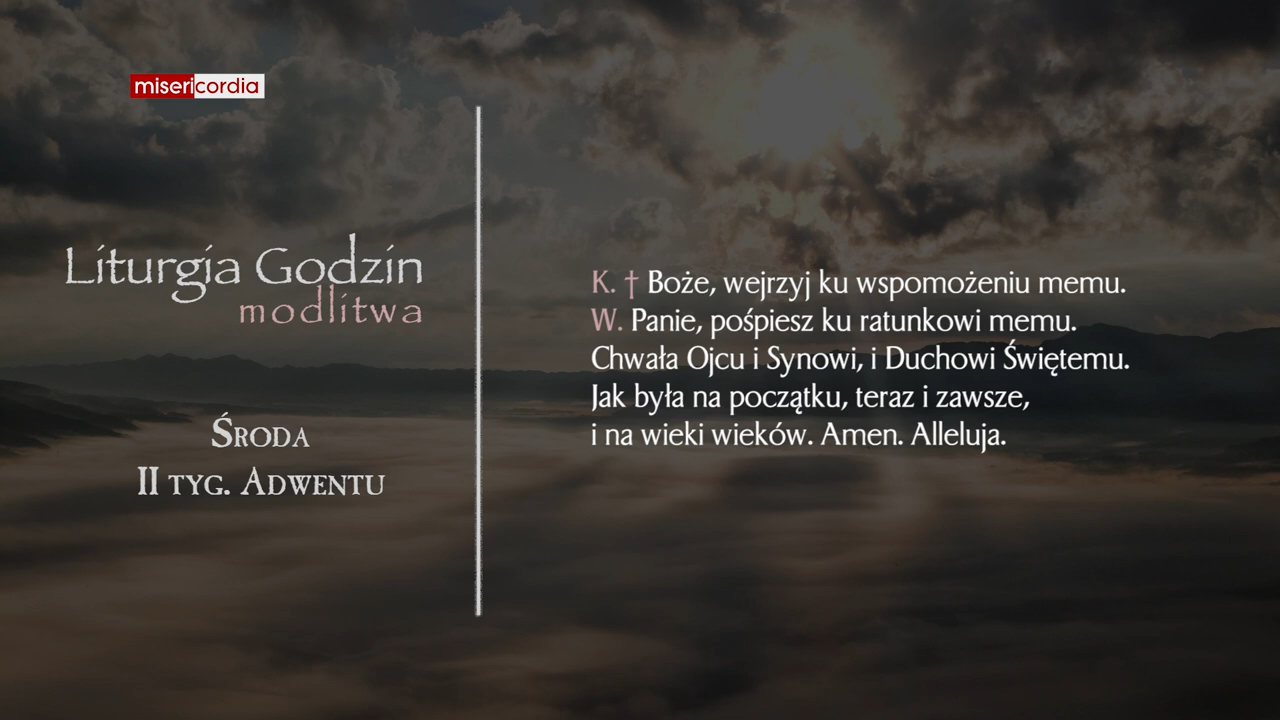 misericordia
Liturgia Godzin
modlitwa
Środa
II tyg. Adwentu
K. † Boże, wejrzyj ku wspomożeniu memu.
W. Panie, pośpiesz ku ratunkowi memu.
Chwała Ojcu i Synowi, i Duchowi Świętemu.
Jak była na początku, teraz i zawsze,
i na wieki wieków. Amen. Alleluja.